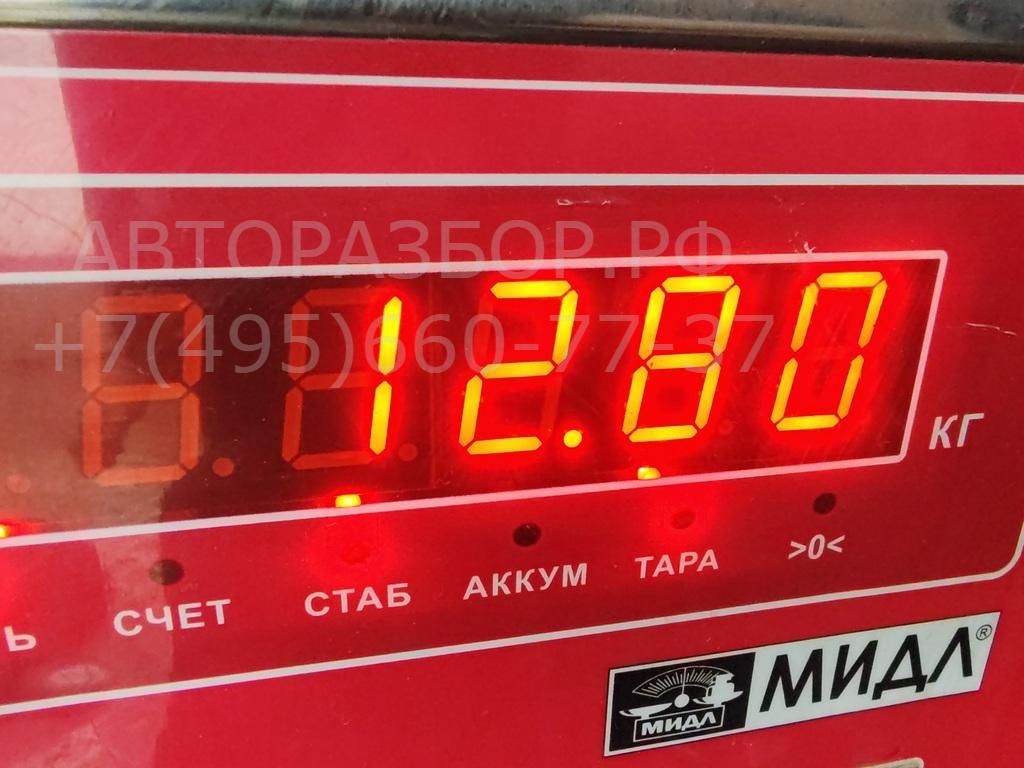 АВТОРАЗБОР.РФ
+7(495)660-77-37
12.80
КГ
Ь СЧЕТ СТАБ АККУМ ТАРА >0<
МИДЛ МИДЛ®